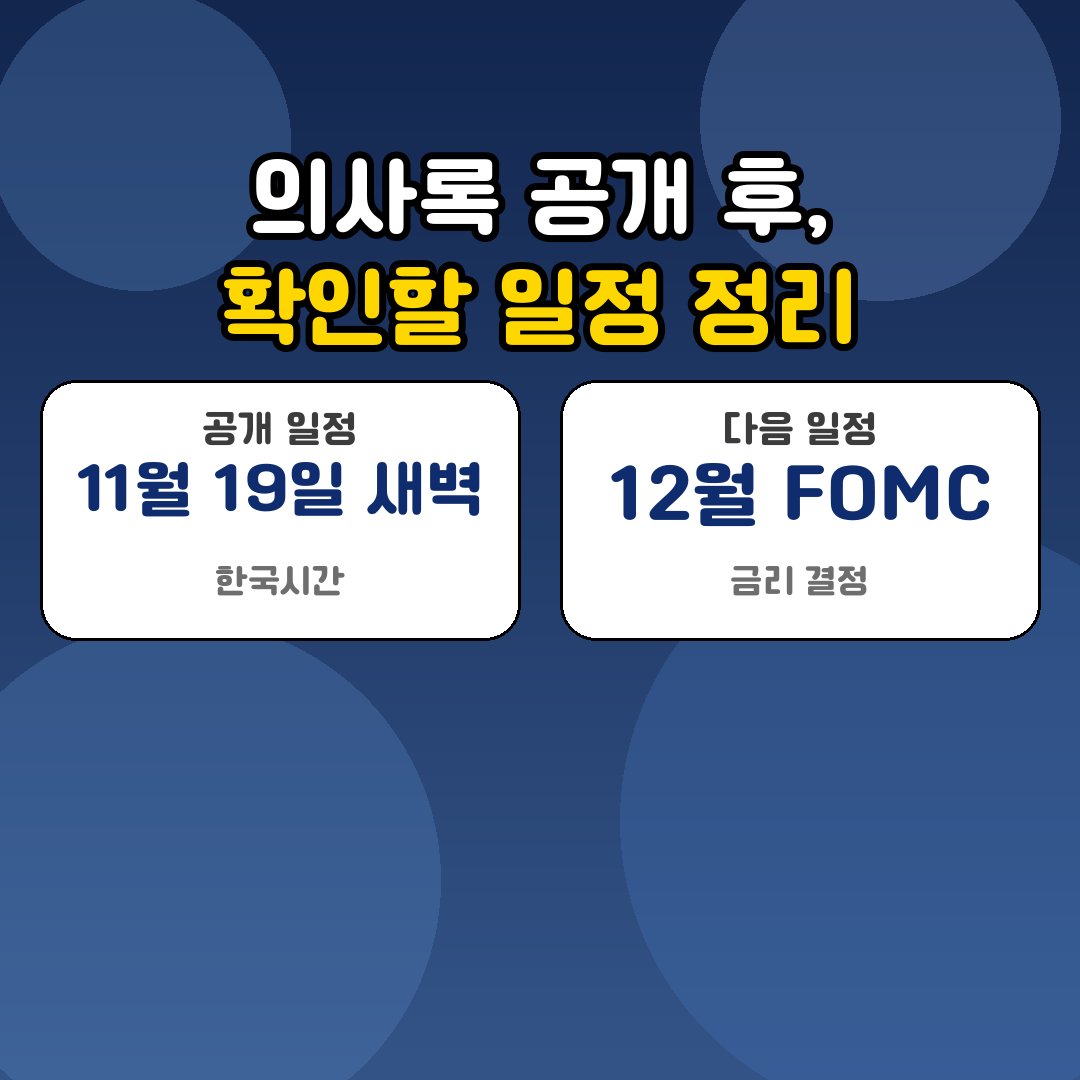 의사록 공개 후,
확인할 일정 정리
공개 일정
11월 19일 새벽
한국시간
다음 일정
12월 FOMC
금리 결정